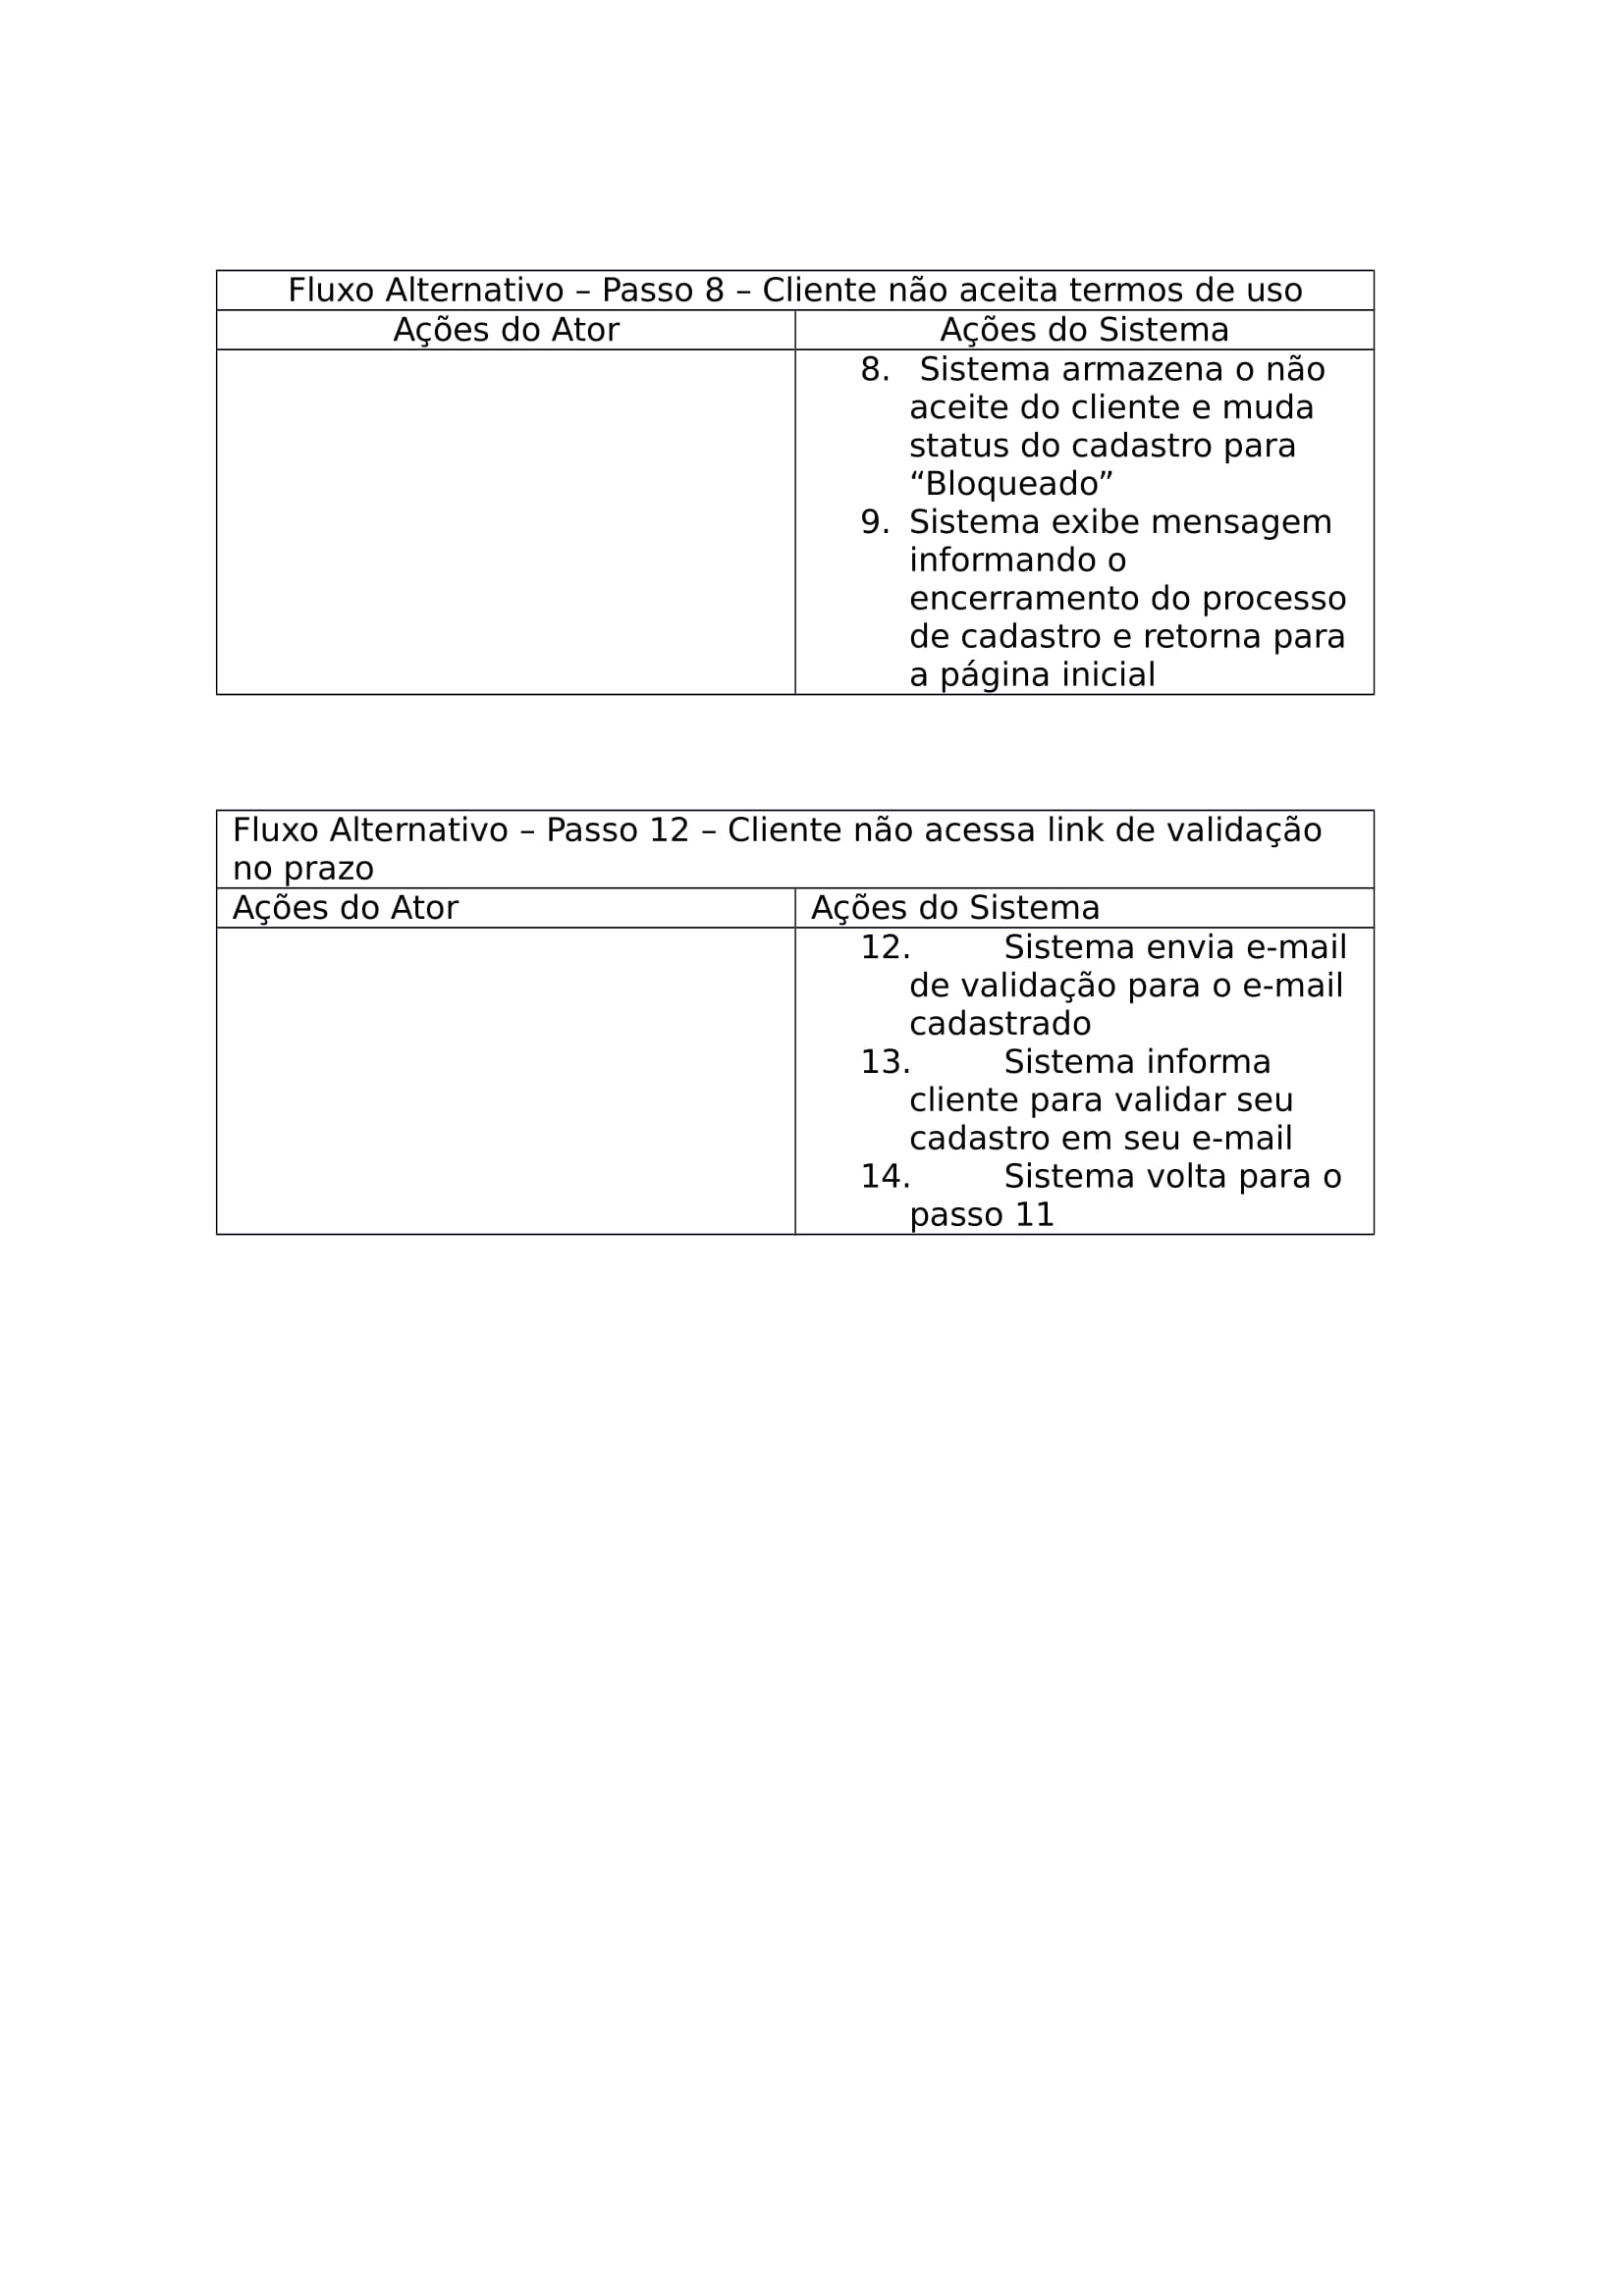 Fluxo Alternativo – Passo 8 – Cliente não aceita termos de uso
Ações do Ator
Ações do Sistema
8. Sistema armazena o não
aceite do cliente e muda
status do cadastro para
“Bloqueado”
9. Sistema exibe mensagem
informando o
encerramento do processo
de cadastro e retorna para
a página inicial
Fluxo Alternativo – Passo 12 – Cliente não acessa link de validação
no prazo
Ações do Ator
Ações do Sistema
12. Sistema envia e-mail
de validação para o e-mail
cadastrado
13. Sistema informa
cliente para validar seu
cadastro em seu e-mail
14. Sistema volta para o
passo 11